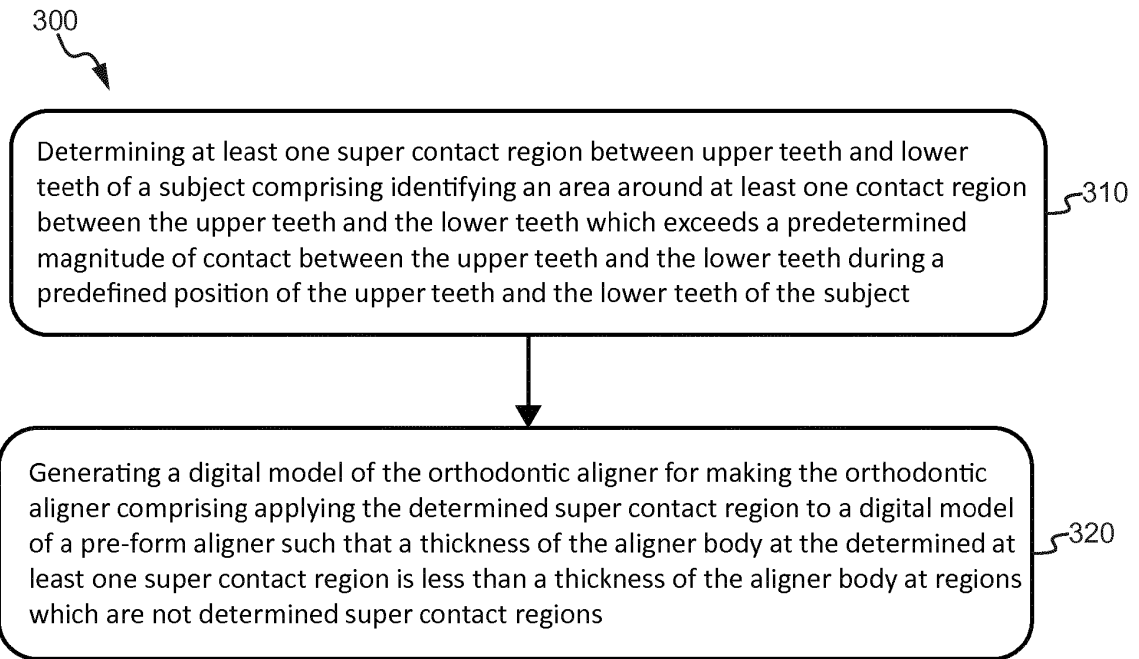 300
Determining at least one super contact region between upper teeth and lower
teeth of a subject comprising identifying an area around at least one contact region
between the upper teeth and the lower teeth which exceeds a predetermined
magnitude of contact between the upper teeth and the lower teeth during a
predefined position of the upper teeth and the lower teeth of the subject
310
Generating a digital model of the orthodontic aligner for making the orthodontic
aligner comprising applying the determined super contact region to a digital model
of a pre-form aligner such that a thickness of the aligner body at the determined at
least one super contact region is less than a thickness of the aligner body at regions
which are not determined super contact regions
320